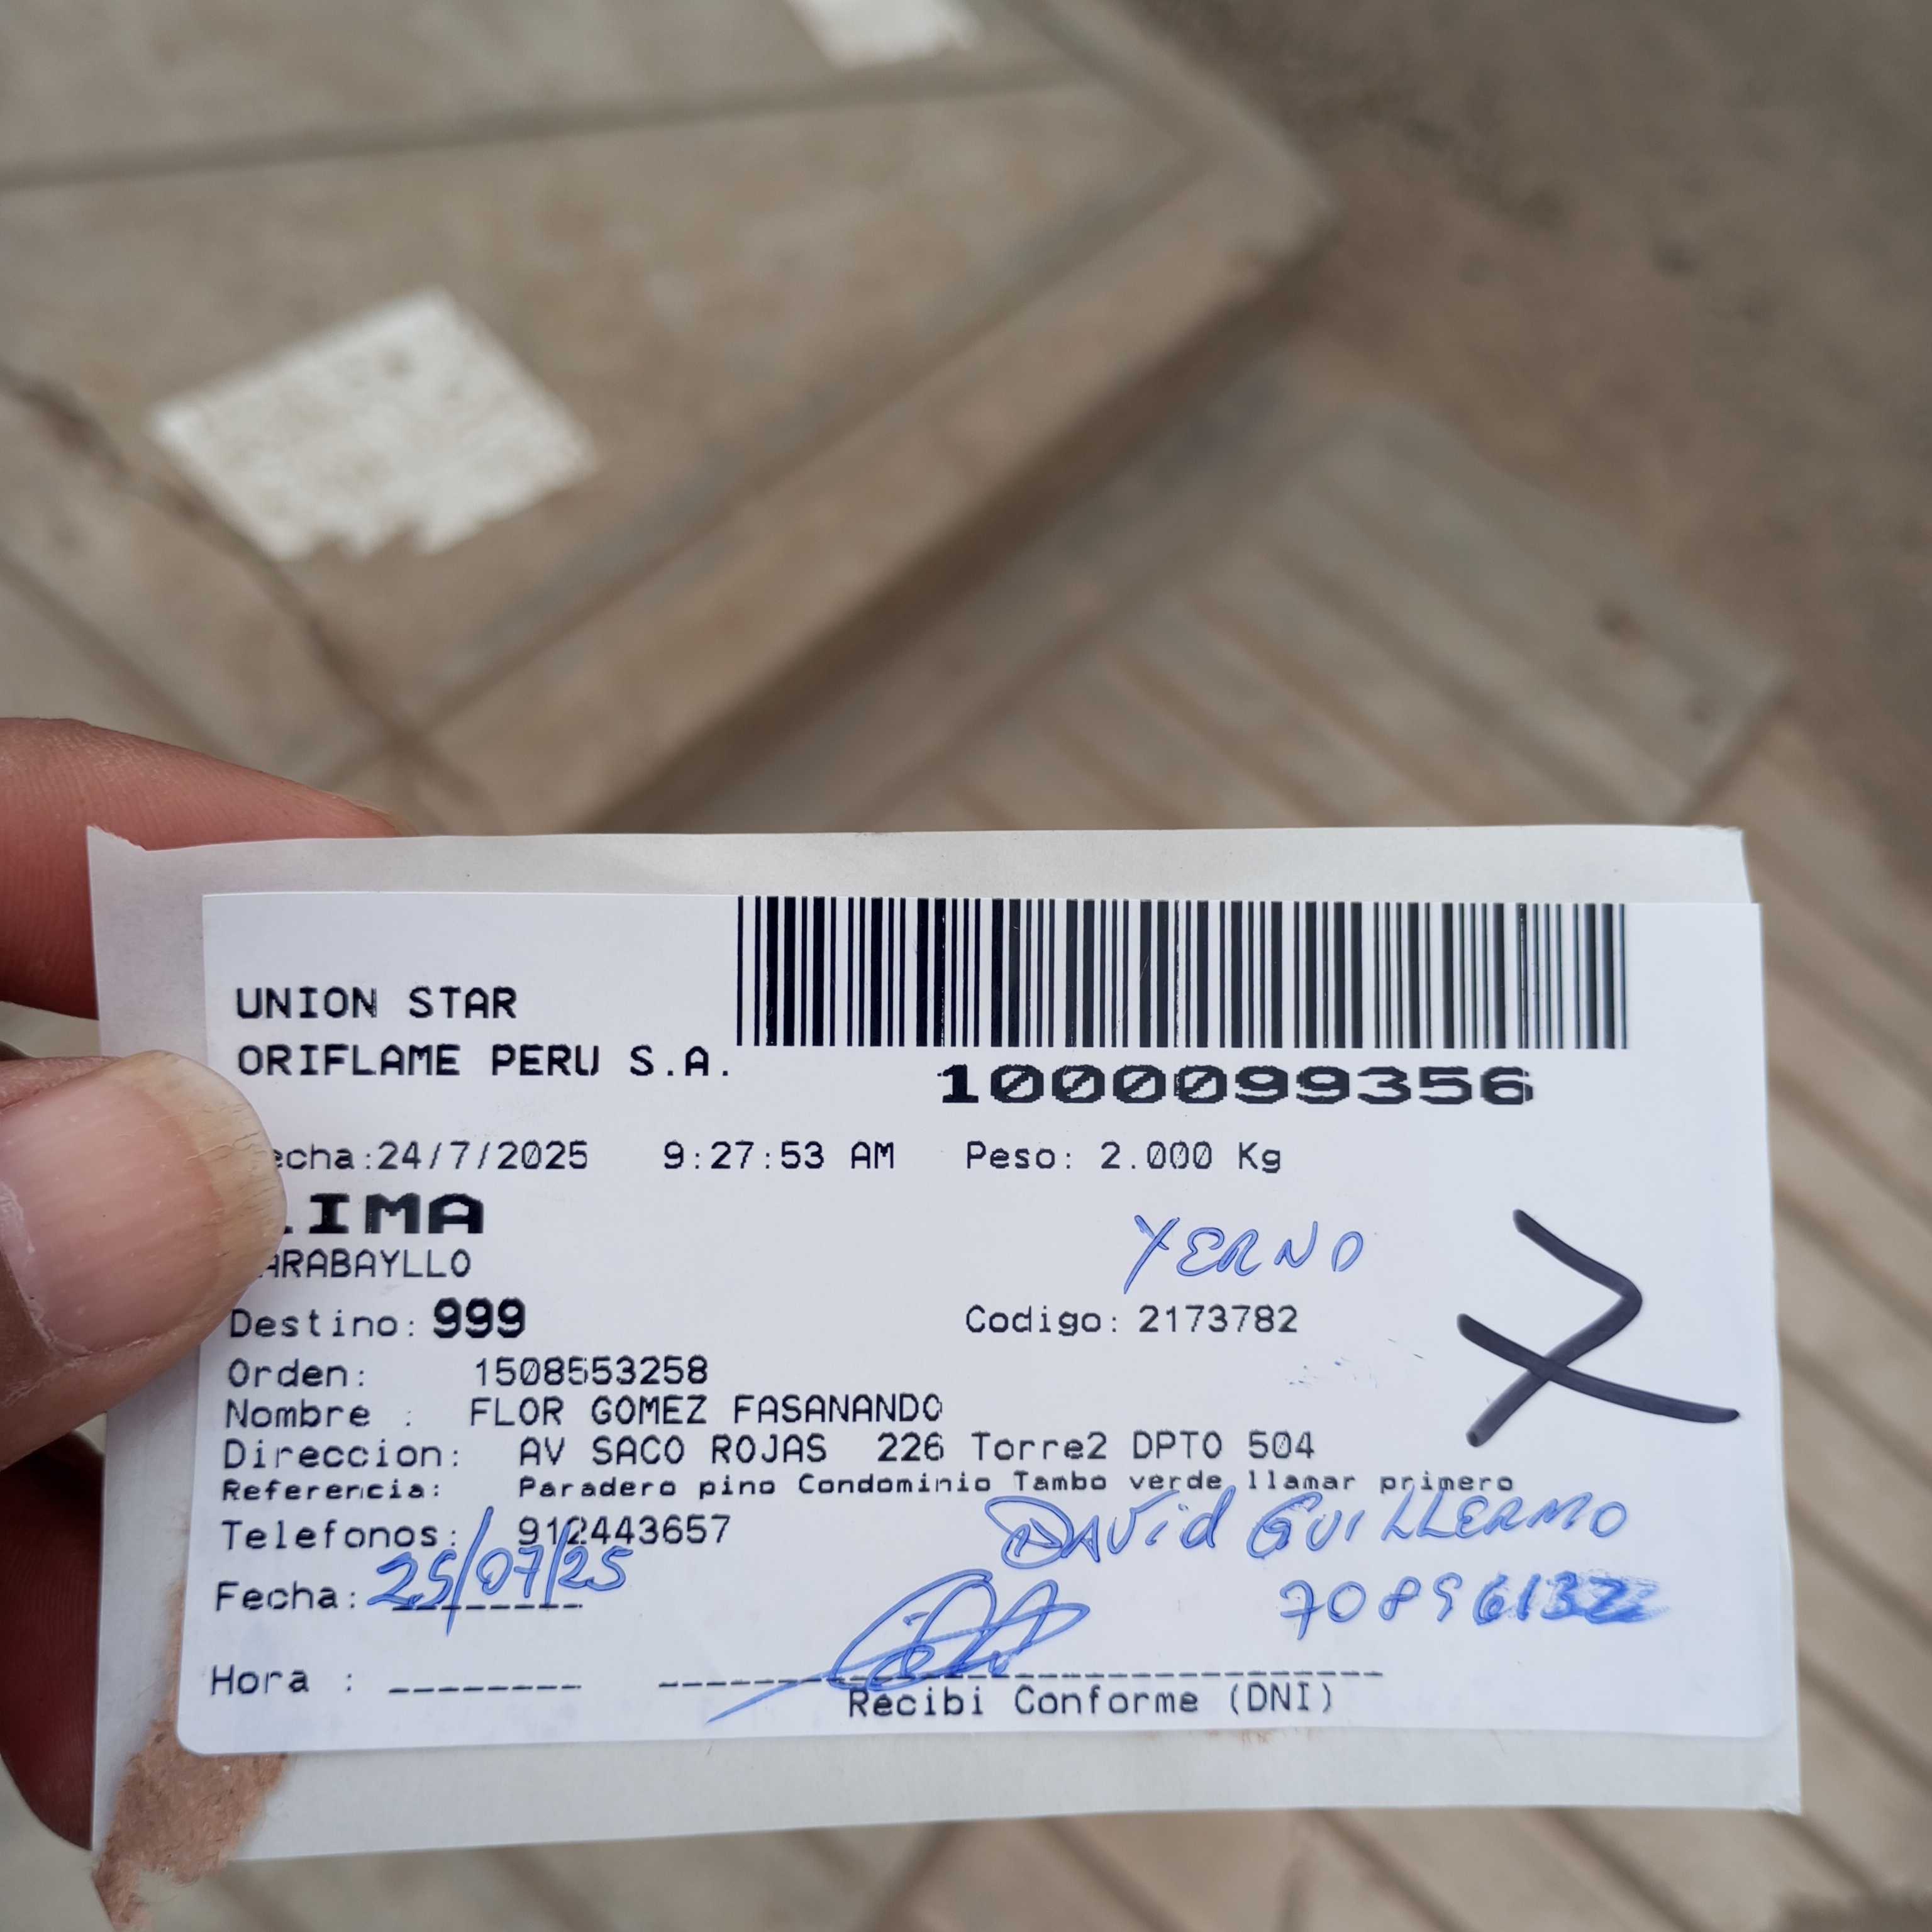 UNION STAR
ORIFLAME PERU S.A.
1000099356
echa:24/7/2025 9:27:53 AM Peso: 2.000 Kg
LIMA
ARABAYLLO
YERNO
7
Destino: 999 Codigo: 2173782
Orden: 1508553258
Nombre : FLOR GOMEZ FASANANDO
Direccion: AV SACO ROJAS 226 Torre2 DPTO 504
Referencia: Paradero pino Condominio Tambo verde llamar primero
Telefonos: 912443657
DAVid GUILLERMO
Fecha: 25/07/25
Hora :
Recibi Conforme (DNI)